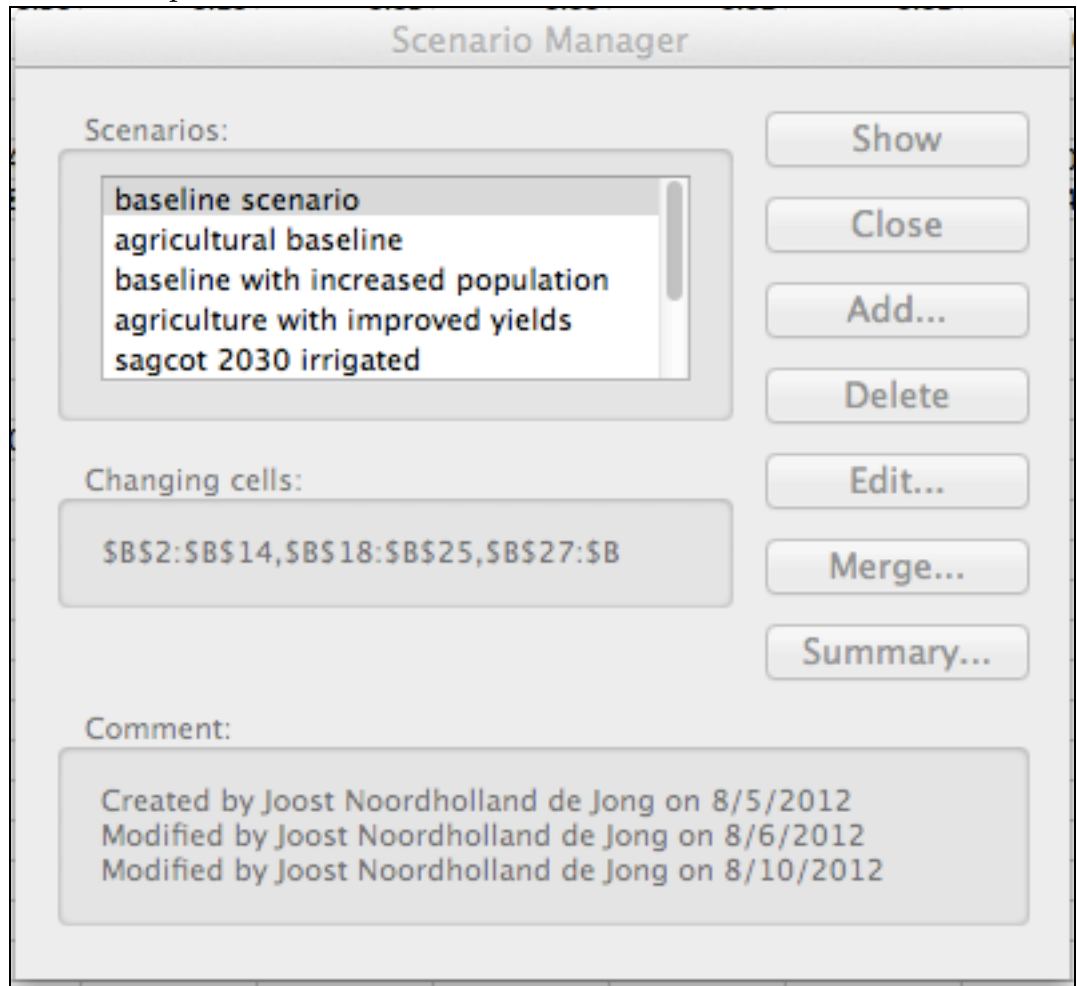 Scenario Manager
Scenarios:
baseline scenario
agricultural baseline
baseline with increased population
agriculture with improved yields
sagcot 2030 irrigated
Show
Close
Add...
Delete
Edit...
Merge...
Summary...
Changing cells:
$B$2:$B$14,$B$18:$B$25,$B$27:$B
Comment:
Created by Joost Noordholland de Jong on 8/5/2012
Modified by Joost Noordholland de Jong on 8/6/2012
Modified by Joost Noordholland de Jong on 8/10/2012